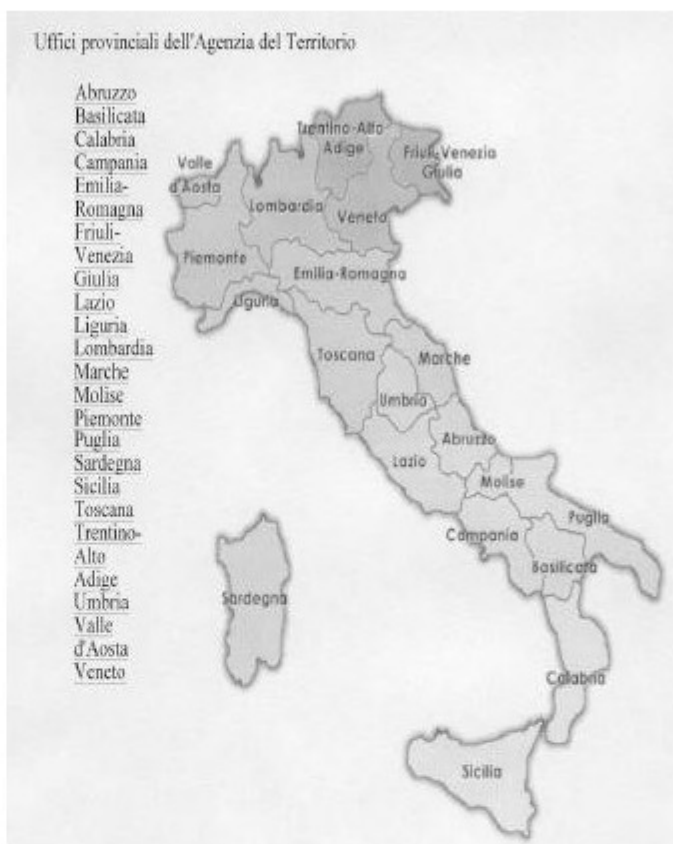 Uffici provinciali dell'Agenzia del Territorio
Abruzzo
Basilicata
Calabria
Campania
Emilia-
Romagna
Friuli-
Venezia
Giulia
Lazio
Liguria
Lombardia
Marche
Molise
Piemonte
Puglia
Sardegna
Sicilia
Toscana
Trentino-
Alto
Adige
Umbria
Valle
d'Aosta
Veneto
Trentino-Alto
Adige
Friuli-Venezia
Giulia
Valle
d'Aosta
Lombardia
Veneto
Piemonte
Emilia-Romagna
Liguria
Toscana
Marche
Umbria
Abruzzo
Lazio
Molise
Puglia
Campania
Basilicata
Sardegna
Calabria
Sicilia